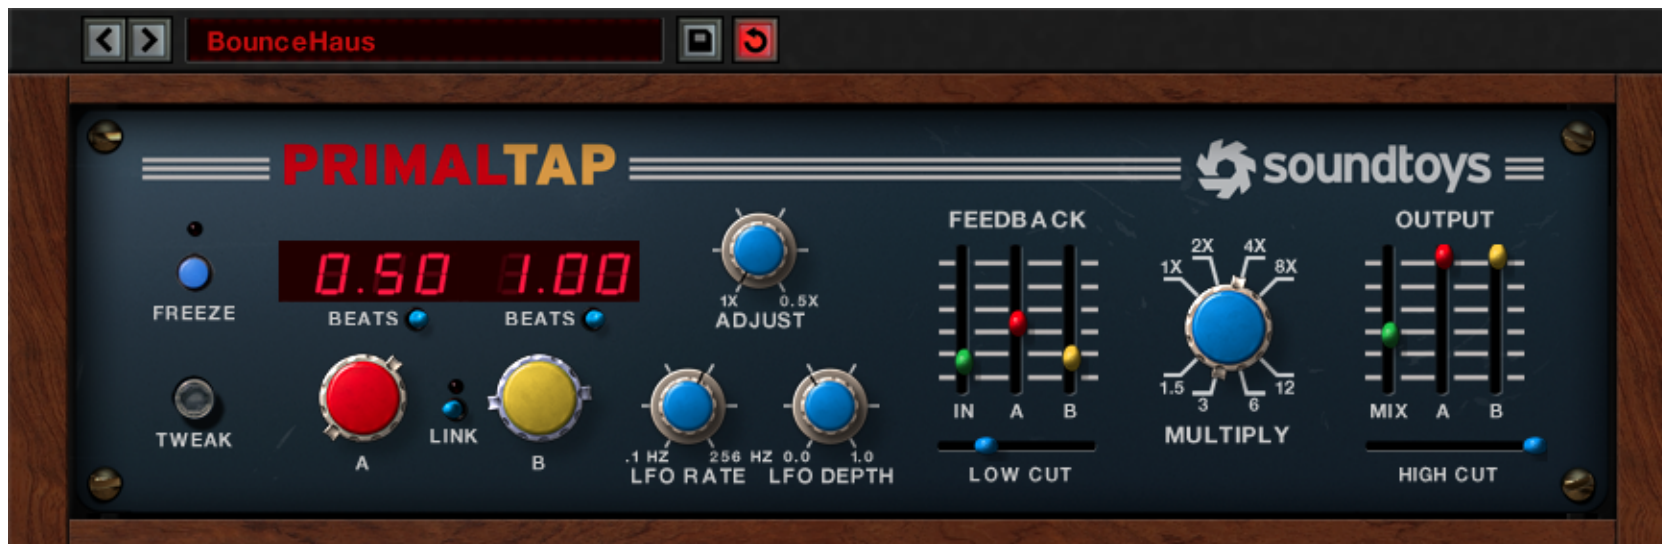 BounceHaus
PRIMALTAP
soundtoys
FREEZE
0.50 1.00
BEATS BEATS
1X 0.5X
ADJUST
TWEAK
A
LINK
B
.1 HZ 256 HZ
LFO RATE
0.0 1.0
LFO DEPTH
FEEDBACK
IN A B
LOW CUT
2X 4X
1X 8X
1.5 12
3 6
MULTIPLY
OUTPUT
MIX A B
HIGH CUT